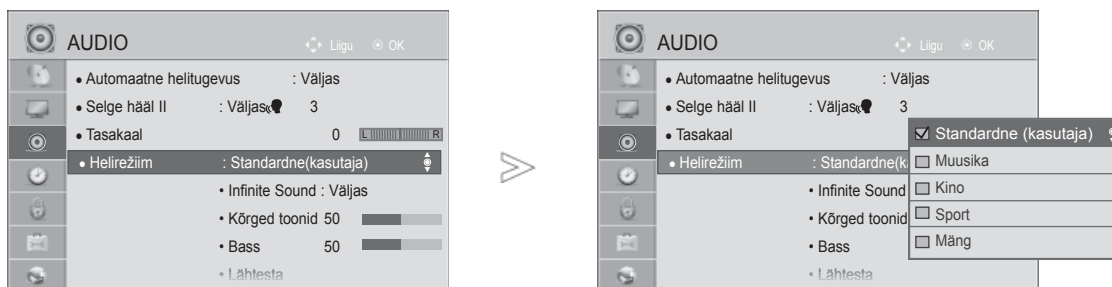 AUDIO
Liigu OK
• Automaatne helitugevus : Väljas
• Selge hääl II : Väljas 3
• Tasakaal 0 L R
• Helirežiim : Standardne(kasutaja)
• Infinite Sound : Väljas
• Kõrged toonid 50
• Bass 50
• Lähtesta
AUDIO
Liigu OK
• Automaatne helitugevus : Väljas
• Selge hääl II : Väljas 3
• Tasakaal
• Helirežiim : Standardne(k
• Infinite Sound
• Kõrged toonid
• Bass
• Lähtesta
Standardne (kasutaja)
Muusika
Kino
Sport
Mäng